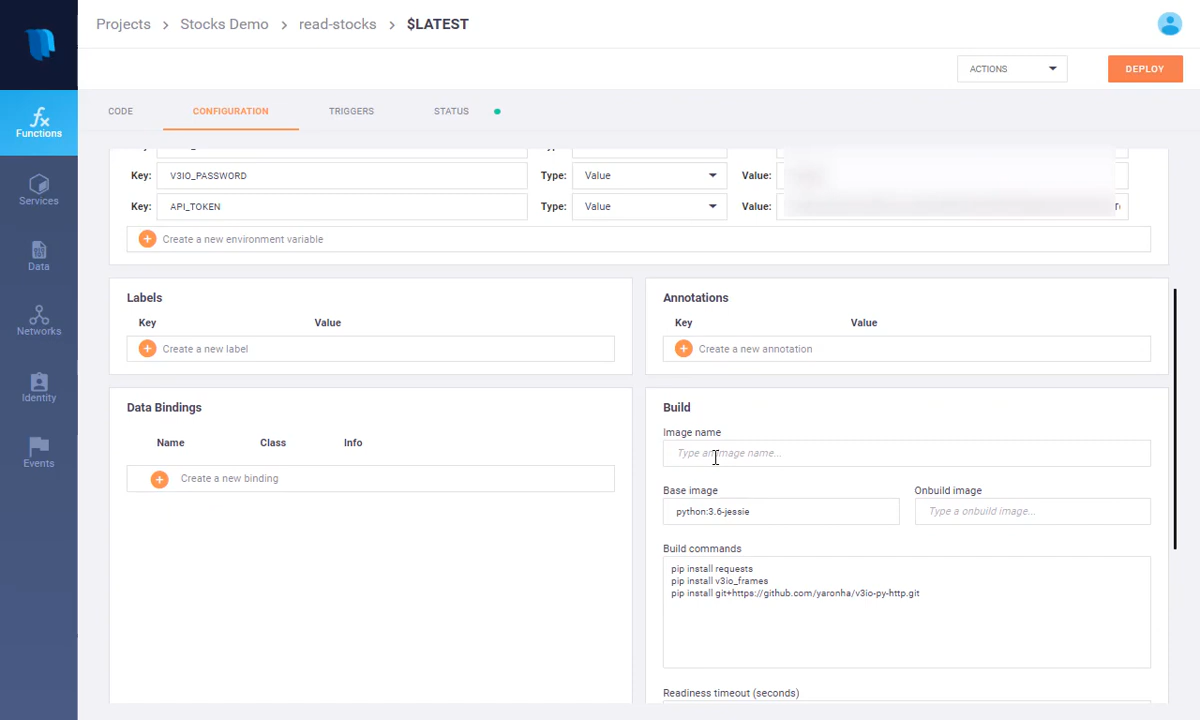 Projects > Stocks Demo > read-stocks > $LATEST
ACTIONS DEPLOY
Functions
CODE CONFIGURATION TRIGGERS STATUS
Services
Data
Networks
Identity
Events
Key: V3IO_PASSWORD Type: Value Value:
Key: API_TOKEN Type: Value Value:
Create a new environment variable
Labels
Key Value
Create a new label
Annotations
Key Value
Create a new annotation
Data Bindings
Name Class Info
Create a new binding
Build
Image name
Type an image name...
Base image Onbuild image
python:3.6-jessie Type a onbuild image...
Build commands
pip install requests
pip install v3io_frames
pip install git+https://github.com/yaronha/v3io-py-http.git
Readiness timeout (seconds)